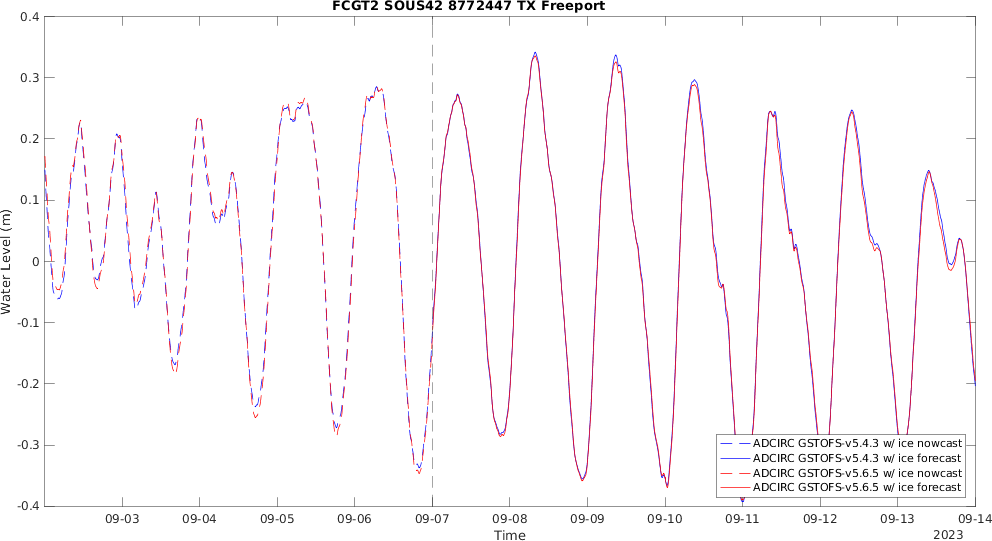 FCGT2 SOUS42 8772447 TX Freeport
0.4
0.3
0.2
0.1
0
-0.1
-0.2
-0.3
-0.4
Water Level (m)
ADCIRC GSTOFS-v5.4.3 w/ ice nowcast
ADCIRC GSTOFS-v5.4.3 w/ ice forecast
ADCIRC GSTOFS-v5.6.5 w/ ice nowcast
ADCIRC GSTOFS-v5.6.5 w/ ice forecast
09-03 09-04 09-05 09-06 09-07 09-08 09-09 09-10 09-11 09-12 09-13 09-14
Time
2023